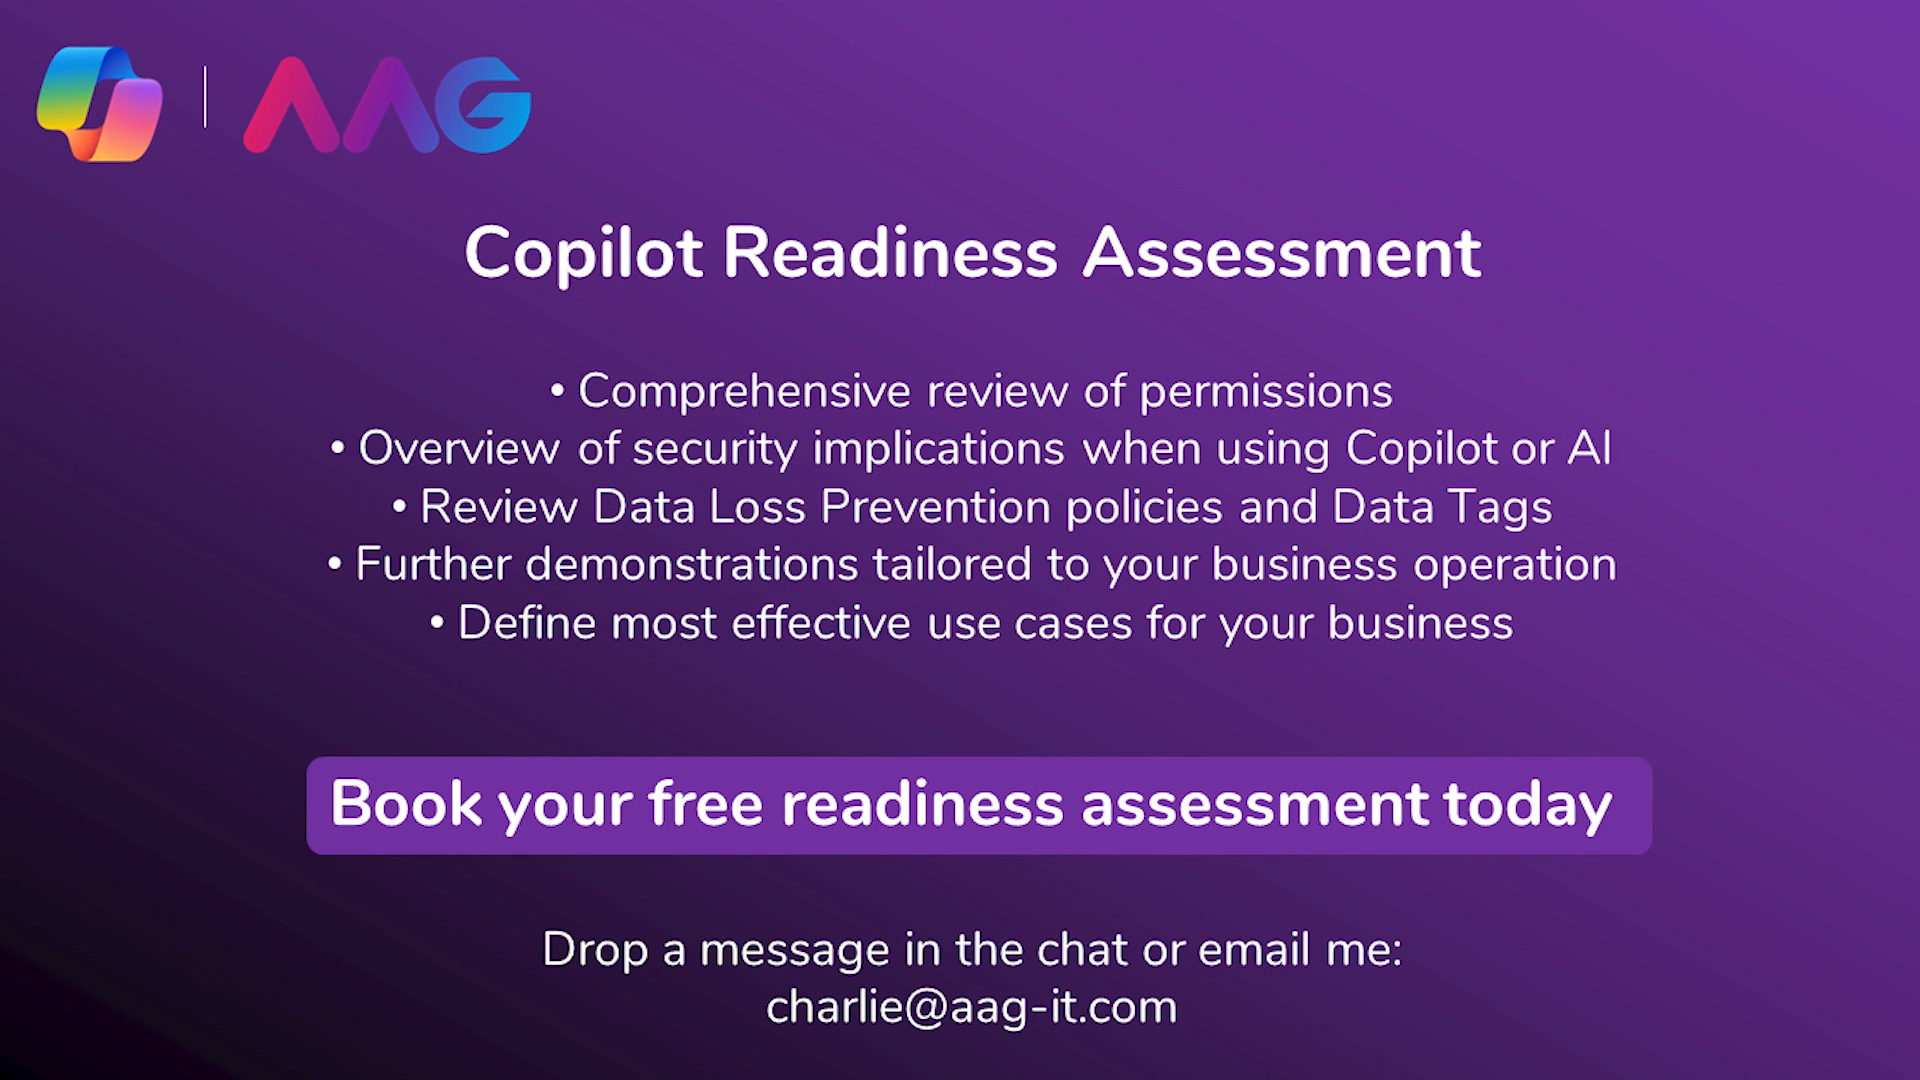 AAG
Copilot Readiness Assessment
• Comprehensive review of permissions
• Overview of security implications when using Copilot or AI
• Review Data Loss Prevention policies and Data Tags
• Further demonstrations tailored to your business operation
• Define most effective use cases for your business
Book your free readiness assessment today
Drop a message in the chat or email me:
charlie@aag-it.com